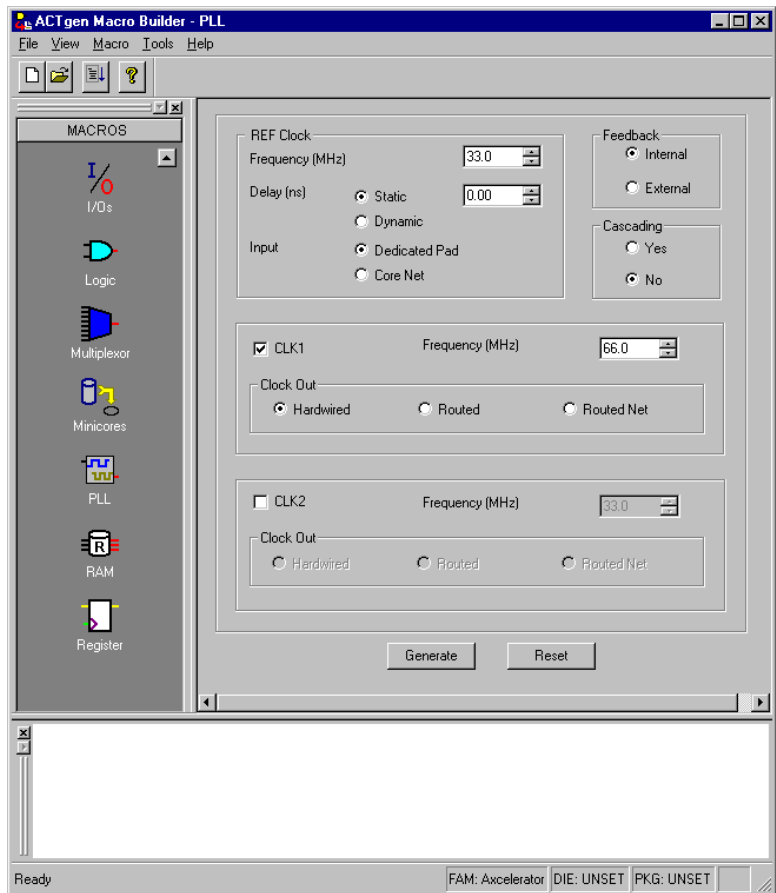 ACTgen Macro Builder - PLL
File View Macro Tools Help
MACROS
I/Os
Logic
Multiplexor
Minicores
PLL
R
RAM
Register
REF Clock
Frequency (MHz) 33.0
Delay (ns) Static 0.00
Dynamic
Input Dedicated Pad
Core Net
Feedback
Internal
External
Cascading
Yes
No
CLK1 Frequency (MHz) 66.0
Clock Out
Hardwired Routed Routed Net
CLK2 Frequency (MHz) 33.0
Clock Out
Hardwired Routed Routed Net
Generate Reset
Ready FAM: Axcelerator DIE: UNSET PKG: UNSET